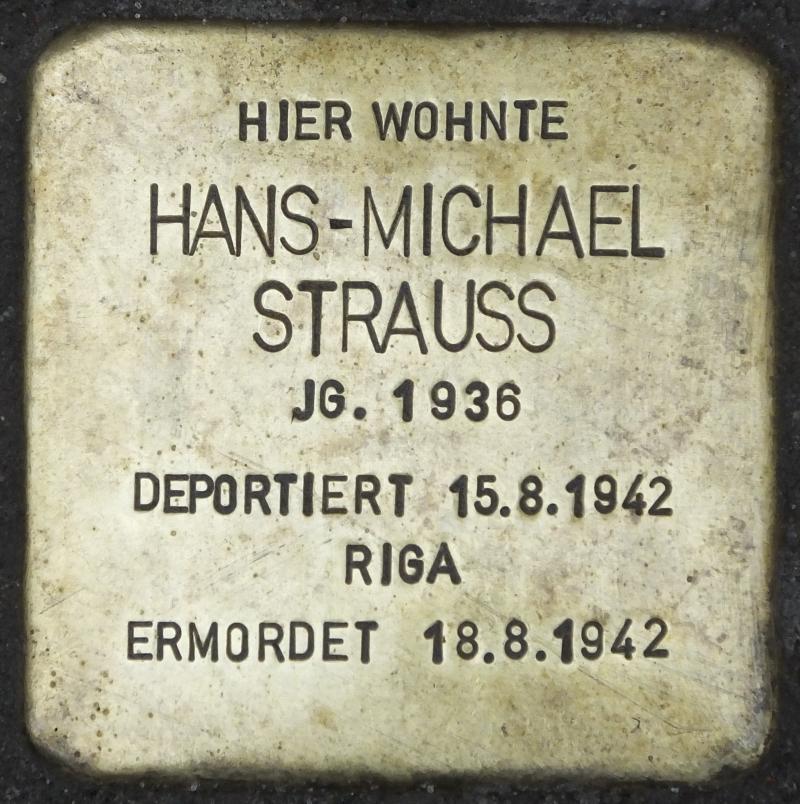 HIER WOHNTE
HANS-MICHAEL
STRAUSS
JG. 1936
DEPORTIERT 15.8.1942
RIGA
ERMORDET 18.8.1942